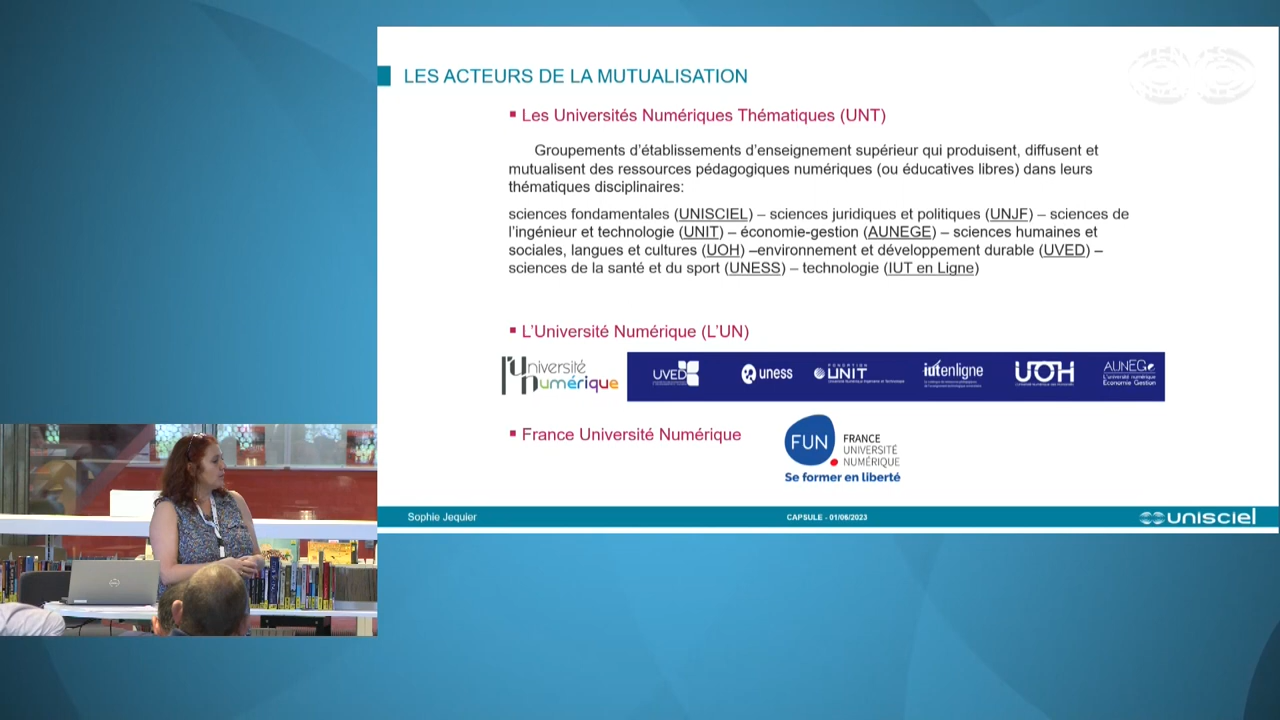 LES ACTEURS DE LA MUTUALISATION
▪ Les Universités Numériques Thématiques (UNT)
Groupements d’établissements d’enseignement supérieur qui produisent, diffusent et
mutualisent des ressources pédagogiques numériques (ou éducatives libres) dans leurs
thématiques disciplinaires:
sciences fondamentales (UNISCIEL) – sciences juridiques et politiques (UNJF) – sciences de
l’ingénieur et technologie (UNIT) – économie-gestion (AUNEGE) – sciences humaines et
sociales, langues et cultures (UOH) –environnement et développement durable (UVED) –
sciences de la santé et du sport (UNESS) – technologie (IUT en Ligne)
▪ L’Université Numérique (L’UN)
l'Université
numérique
UVED
uness
FONDATION
UNIT
iutenligne
UOH
AUNEGe
L'université numérique
Économie Gestion
▪ France Université Numérique
FUN
FRANCE
UNIVERSITÉ
NUMÉRIQUE
Se former en liberté
Sophie Jequier
CAPSULE - 01/06/2023
unisciel